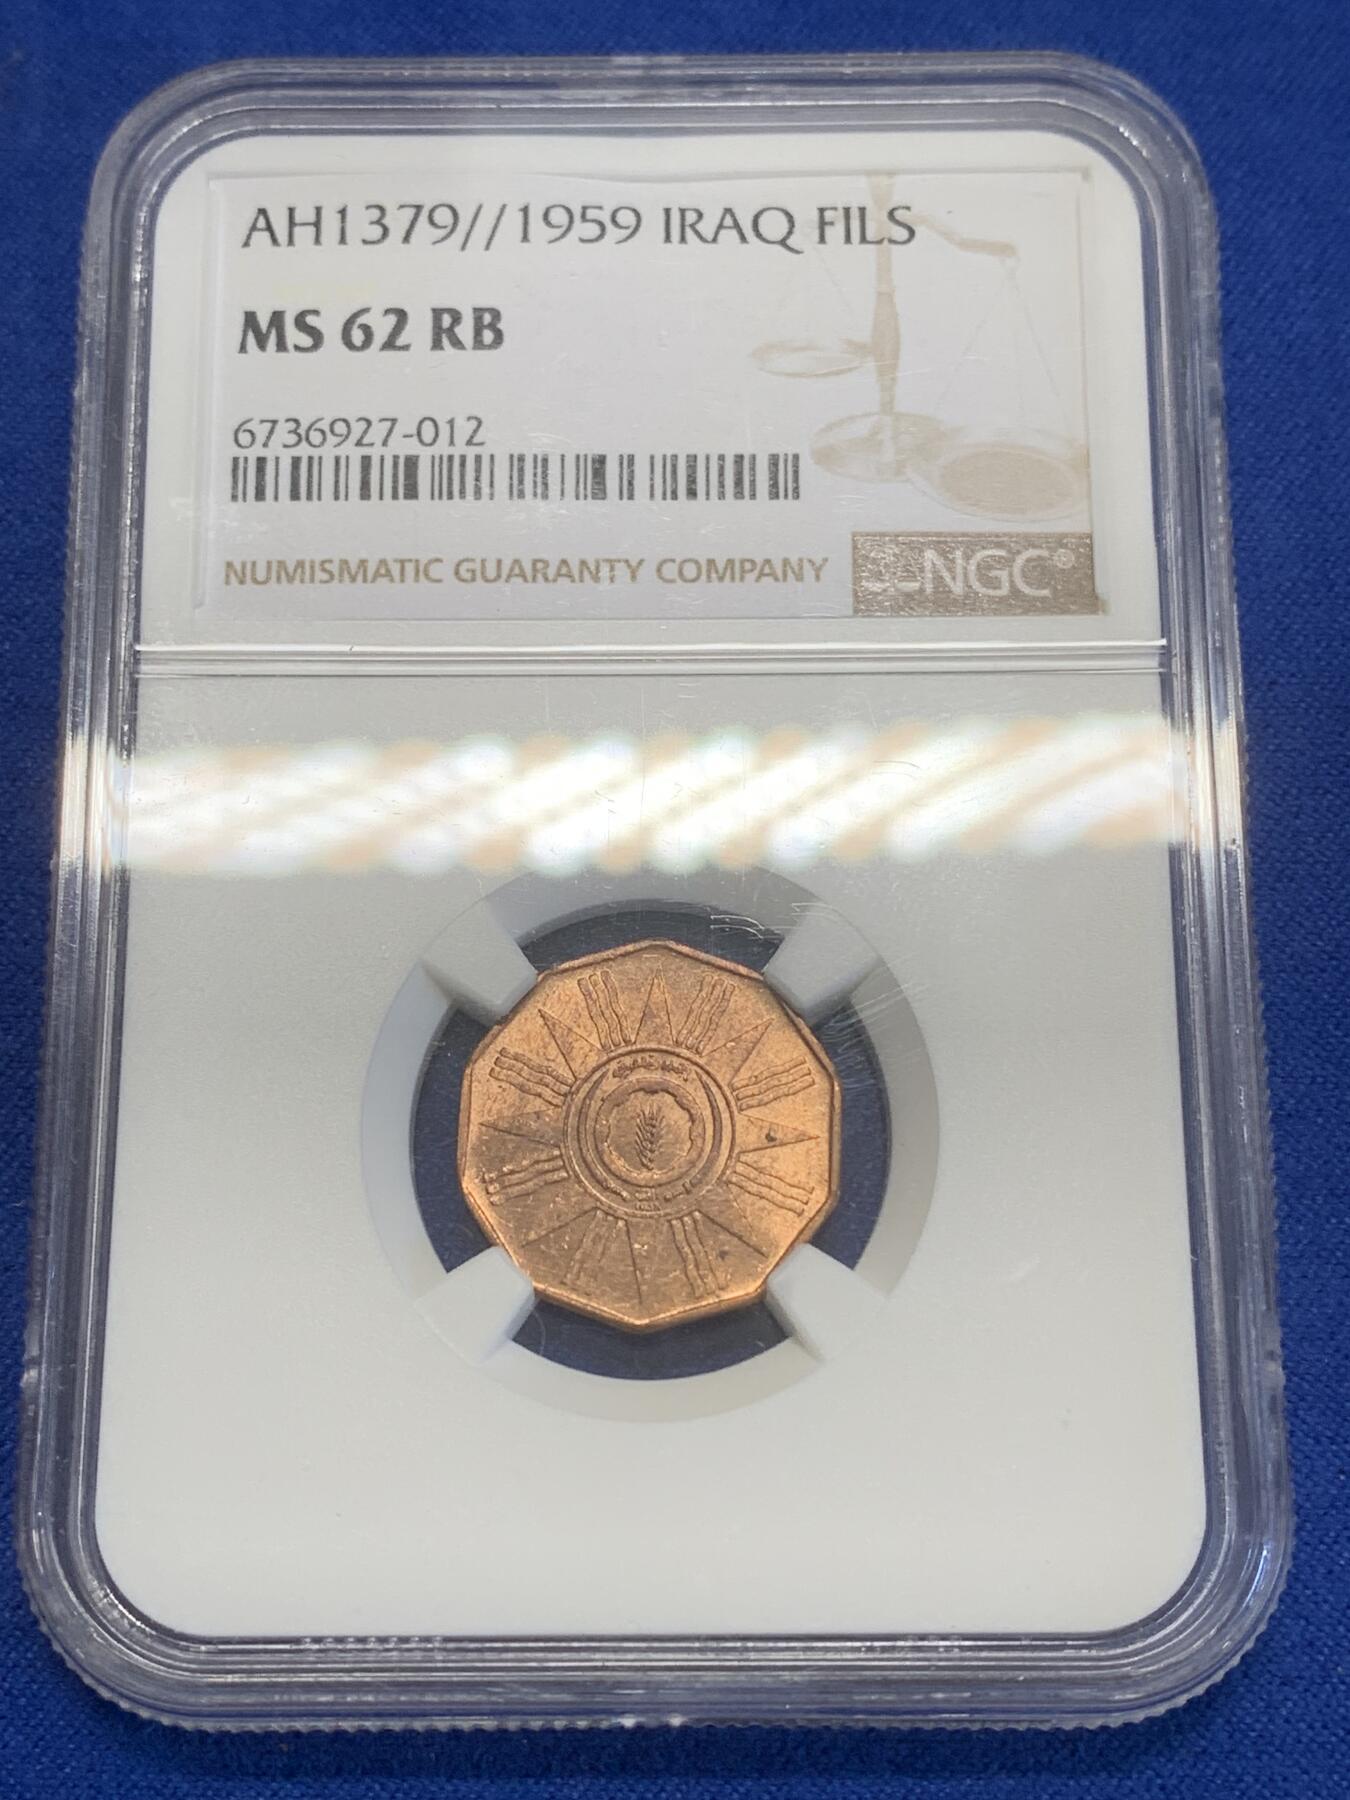 AH1379//1959 IRAQ FILS
MS 62 RB
6736927-012
NUMISMATIC GUARANTY COMPANY
NGC®